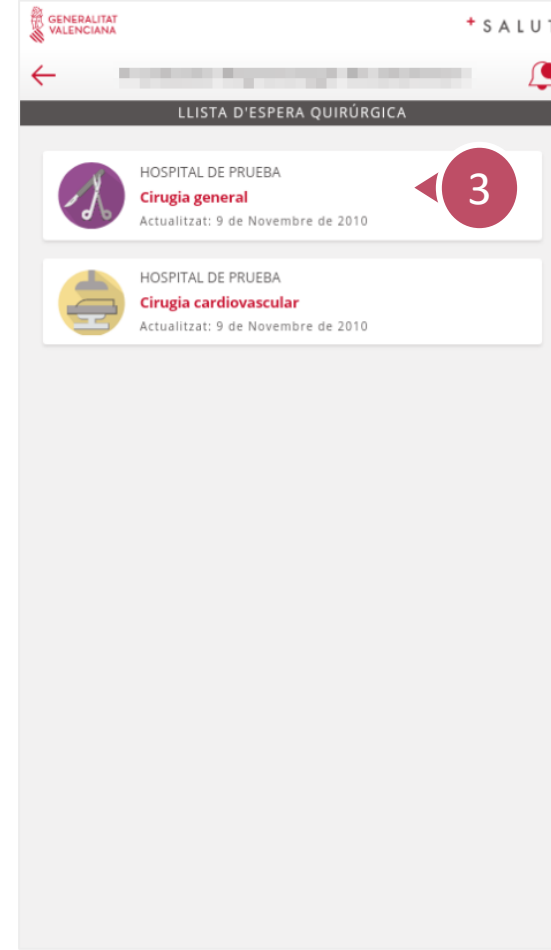 GENERALITAT
VALENCIANA
+SALUT
LLISTA D'ESPERA QUIRÚRGICA
HOSPITAL DE PRUEBA
Cirugia general
Actualitzat: 9 de Novembre de 2010
3
HOSPITAL DE PRUEBA
Cirugia cardiovascular
Actualitzat: 9 de Novembre de 2010